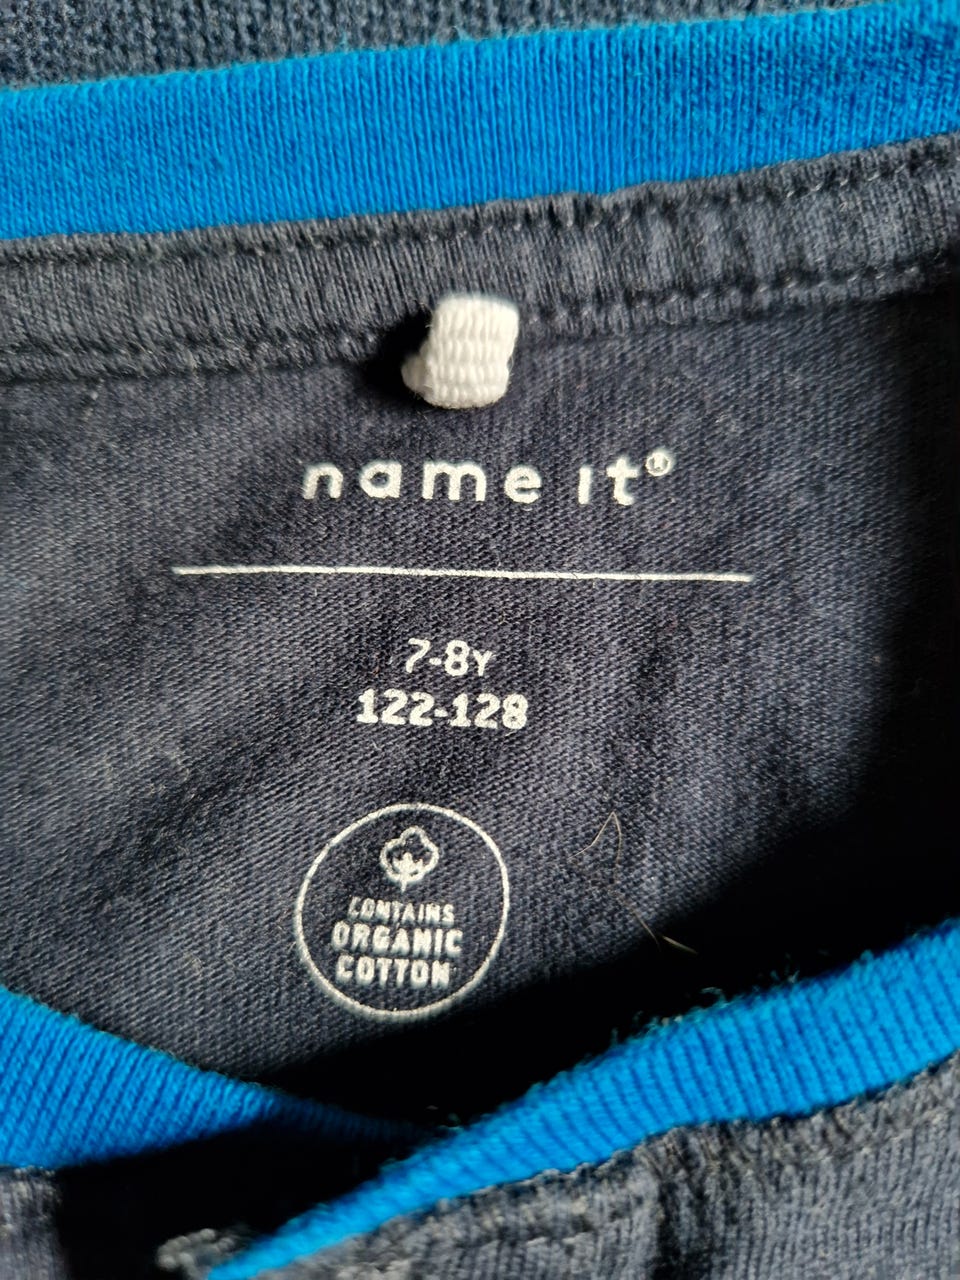 name it®
7-8Y
122-128
CONTAINS
ORGANIC
COTTON